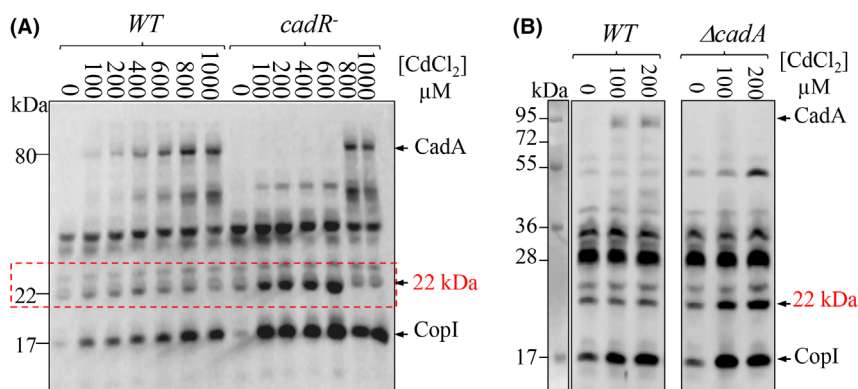 (A)
WT
cadR-
0 100 200 400 600 800 1000 0 100 200 400 600 800 1000
[CdCl2]
µM
kDa
80
CadA
22
22 kDa
17
CopI
(B)
WT
ΔcadA
kDa
0 100 200 0 100 200
[CdCl2]
µM
95
CadA
72
55
36
28
22 kDa
17
CopI